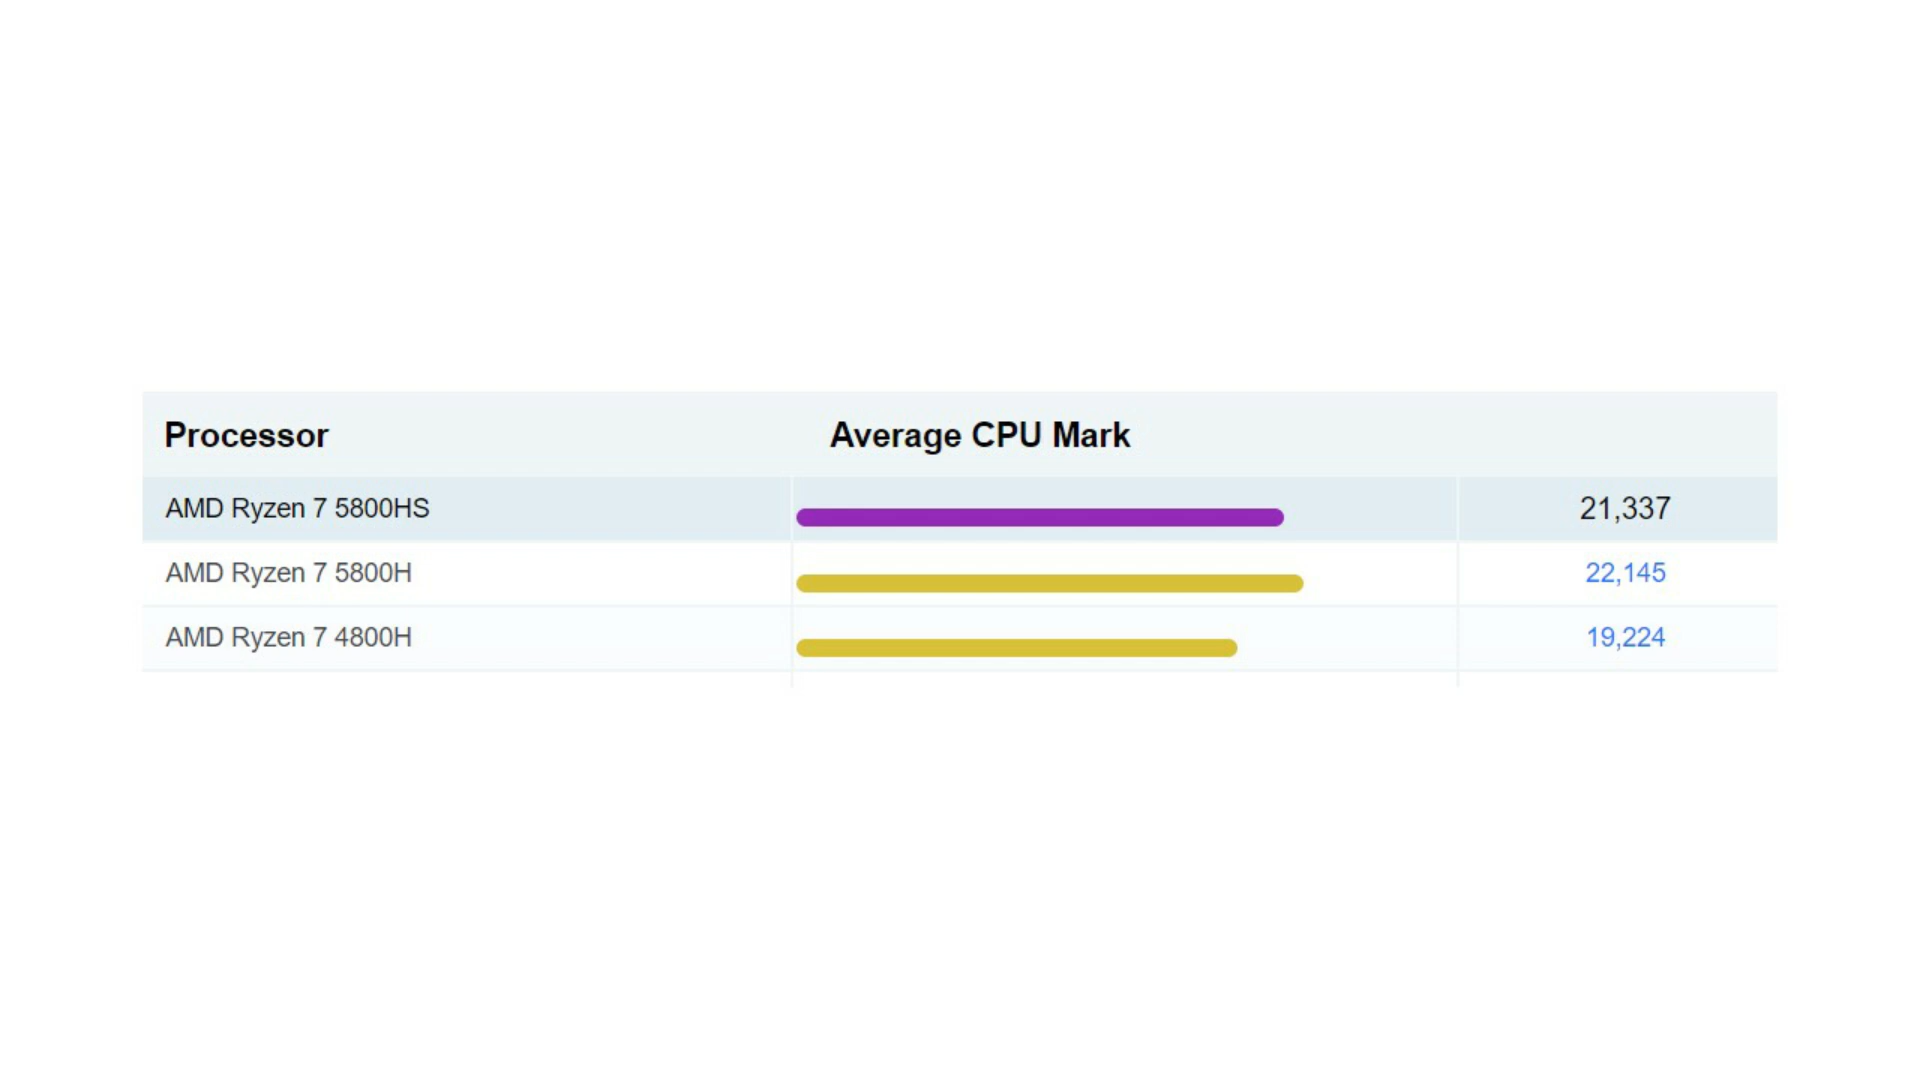 Processor Average CPU Mark
AMD Ryzen 7 5800HS 21,337
AMD Ryzen 7 5800H 22,145
AMD Ryzen 7 4800H 19,224